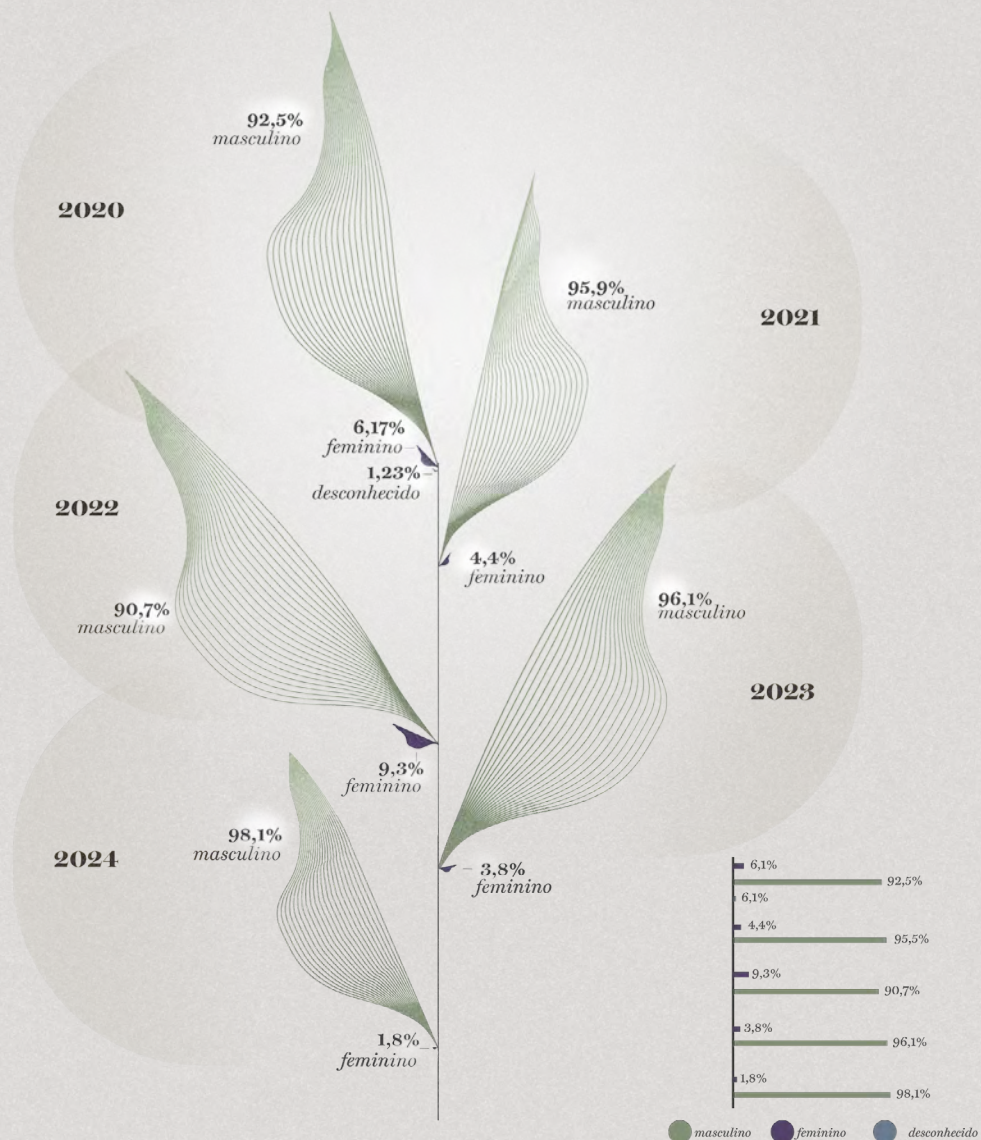 92,5%
masculino
2020
95,9%
masculino
2021
6,17%
feminino
1,23%
desconhecido
2022
4,4%
feminino
90,7%
masculino
96,1%
masculino
2023
9,3%
feminino
98,1%
masculino
2024
3,8%
feminino
1,8%
feminino
6,1%
92,5%
6,1%
4,4%
95,5%
9,3%
90,7%
3,8%
96,1%
1,8%
98,1%
masculino feminino desconhecido